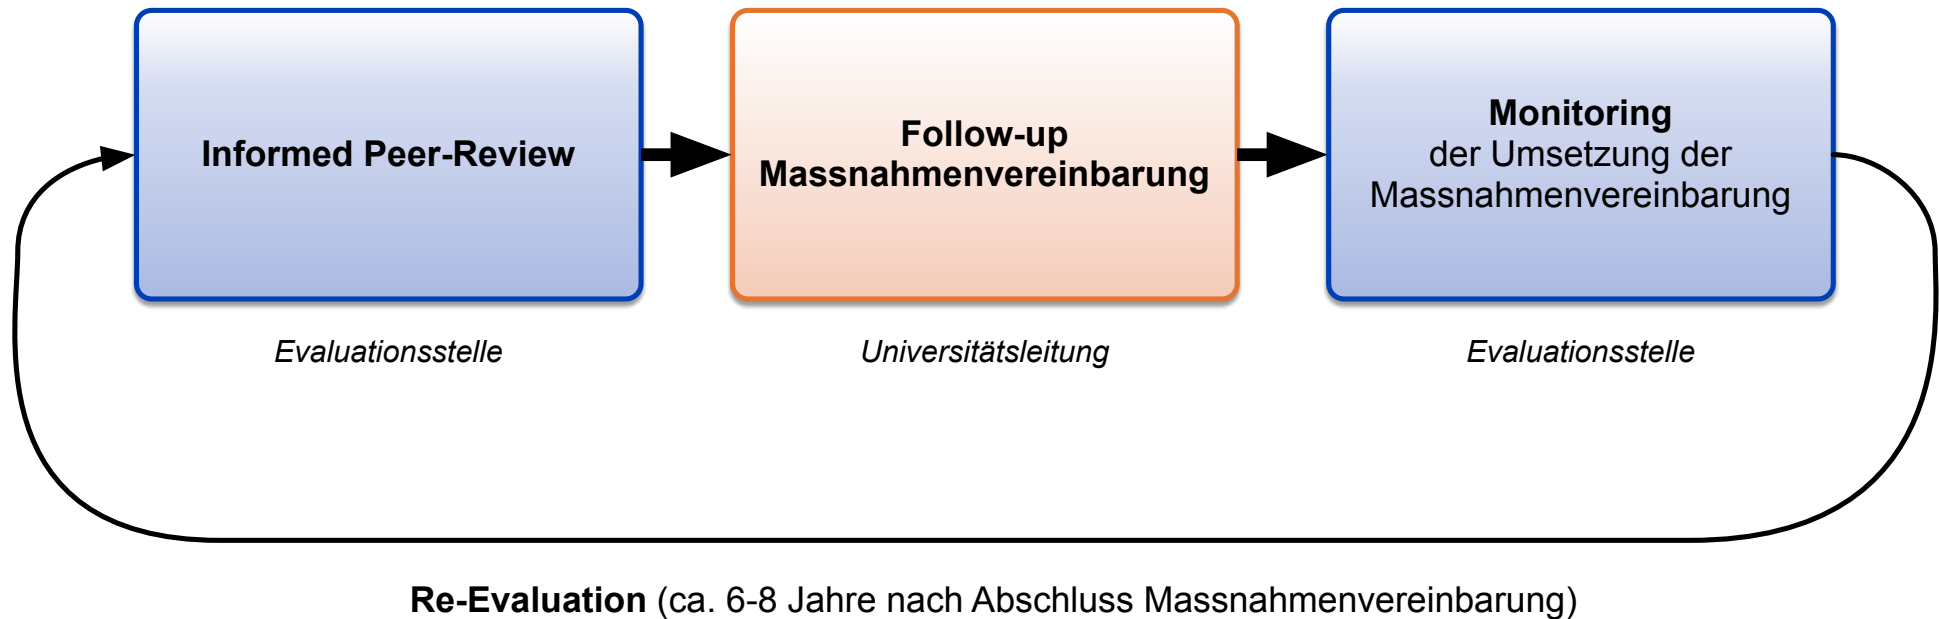 Informed Peer-Review
Follow-up
Massnahmenvereinbarung
Monitoring
der Umsetzung der
Massnahmenvereinbarung
Evaluationsstelle
Universitätsleitung
Evaluationsstelle
Re-Evaluation (ca. 6-8 Jahre nach Abschluss Massnahmenvereinbarung)